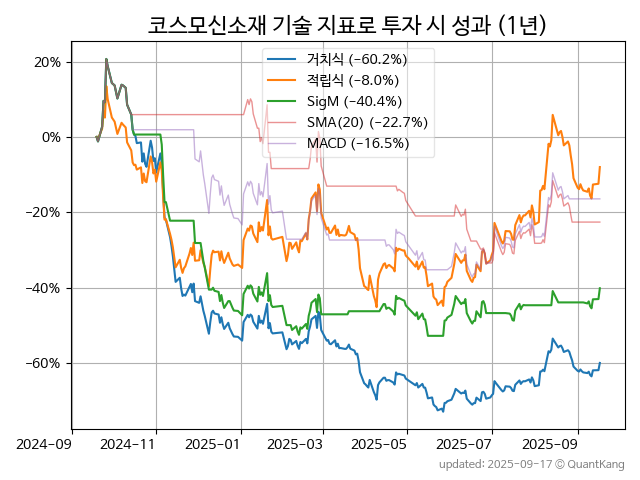 코스모신소재 기술 지표로 투자 시 성과 (1년)
거치식 (−60.2%)
적립식 (−8.0%)
SigM (−40.4%)
SMA(20) (−22.7%)
MACD (−16.5%)
20%
0%
−20%
−40%
−60%
2024-09 2024-11 2025-01 2025-03 2025-05 2025-07 2025-09
updated: 2025-09-17 © QuantKang